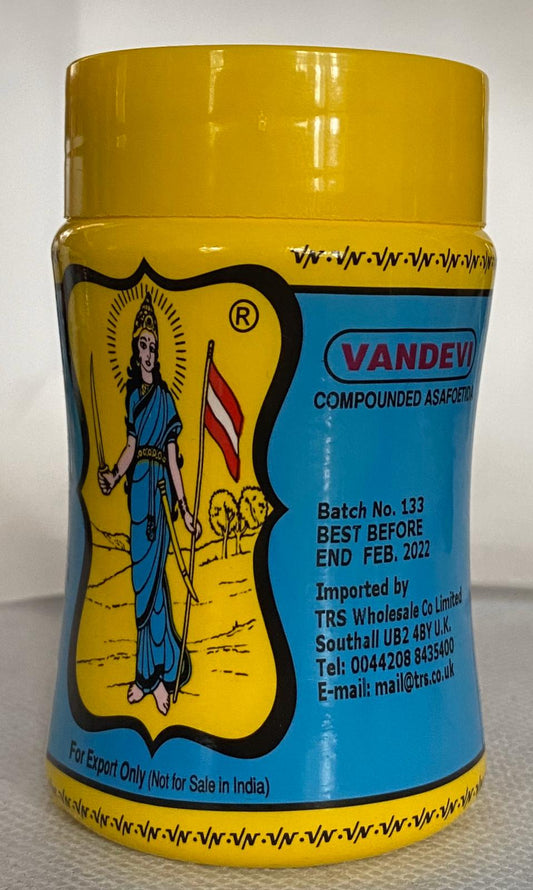 ®
VANDEVI
COMPOUNDED ASAFOETIDA
Batch No. 133
BEST BEFORE
END FEB. 2022
Imported by
TRS Wholesale Co Limited
Southall UB2 4BY U.K.
Tel: 0044208 8435400
E-mail: mail@trs.co.uk
For Export Only (Not for Sale in India)